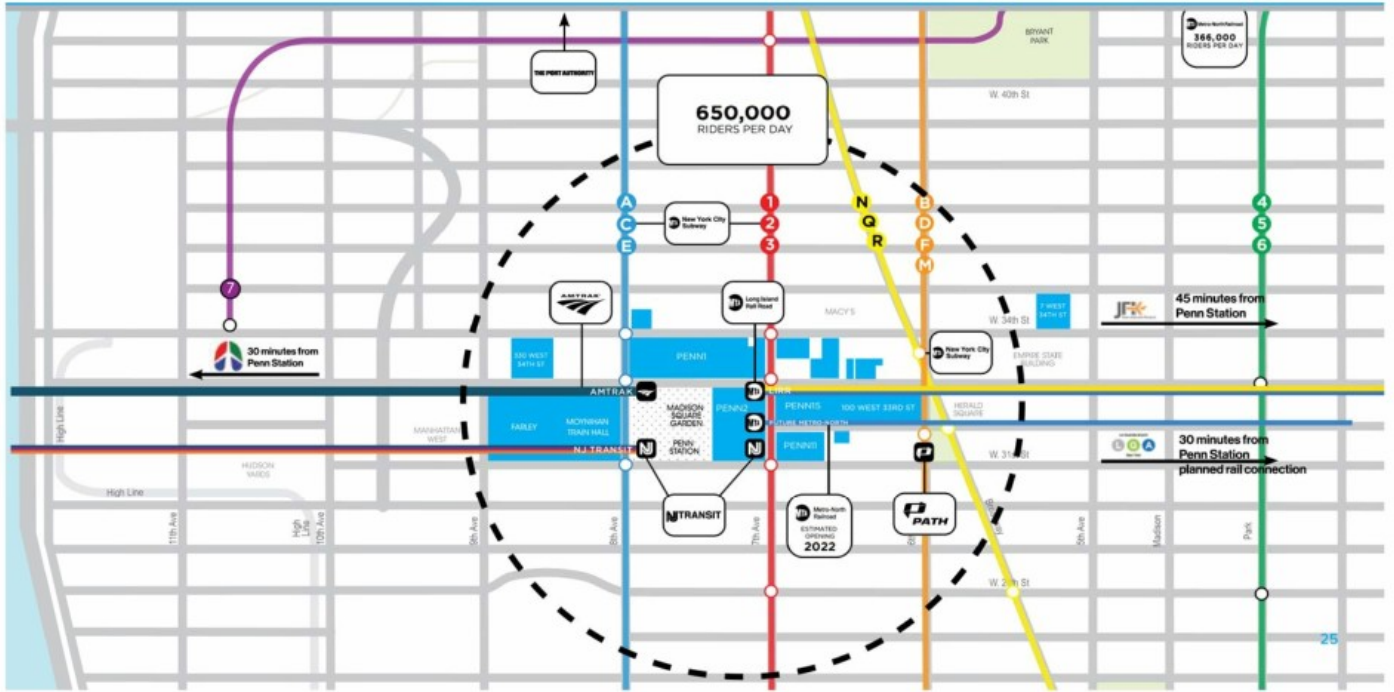 BRYANT
PARK
Metro-North Railroad
366,000
RIDERS PER DAY
THE PORT AUTHORITY
W. 40th St
650,000
RIDERS PER DAY
A
C
E
New York City
Subway
1
2
3
N
Q
R
B
D
F
M
4
5
6
7
AMTRAK
Long Island
Rail Road
MACY'S
W. 34th St
7 WEST
34TH ST
JFK
45 minutes from
Penn Station
30 minutes from
Penn Station
330 WEST
34TH ST
PENN1
New York City
Subway
EMPIRE STATE
BUILDING
AMTRAK
LIRR
High Line
MANHATTAN
WEST
FARLEY
MOYNIHAN
TRAIN HALL
MADISON
SQUARE
GARDEN
PENN
STATION
PENN2
PENN15
100 WEST 33RD ST
HERALD
SQUARE
FUTURE METRO-NORTH
PENN11
NJ TRANSIT
W. 31st St
LGA
30 minutes from
Penn Station
planned rail connection
HUDSON
YARDS
High Line
NJ TRANSIT
Metro-North
Railroad
ESTIMATED
OPENING
2022
PATH
11th Ave
High
Line
10th Ave
9th Ave
8th Ave
7th Ave
5th Ave
Madison
Park
25